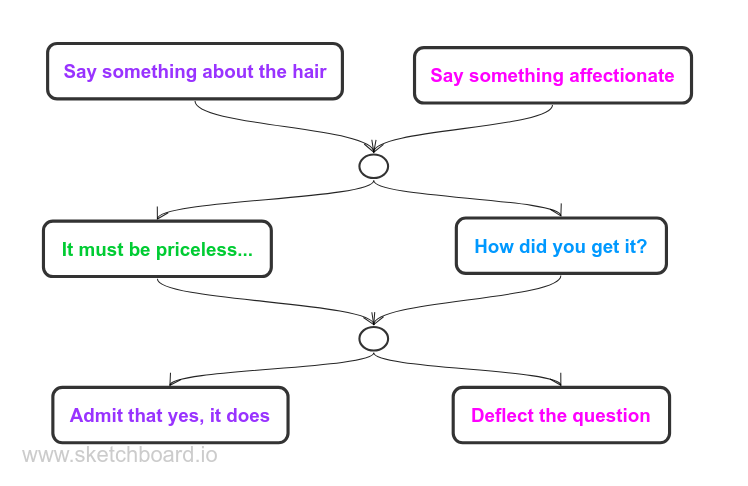 Say something about the hair
Say something affectionate
It must be priceless...
How did you get it?
Admit that yes, it does
Deflect the question
www.sketchboard.io